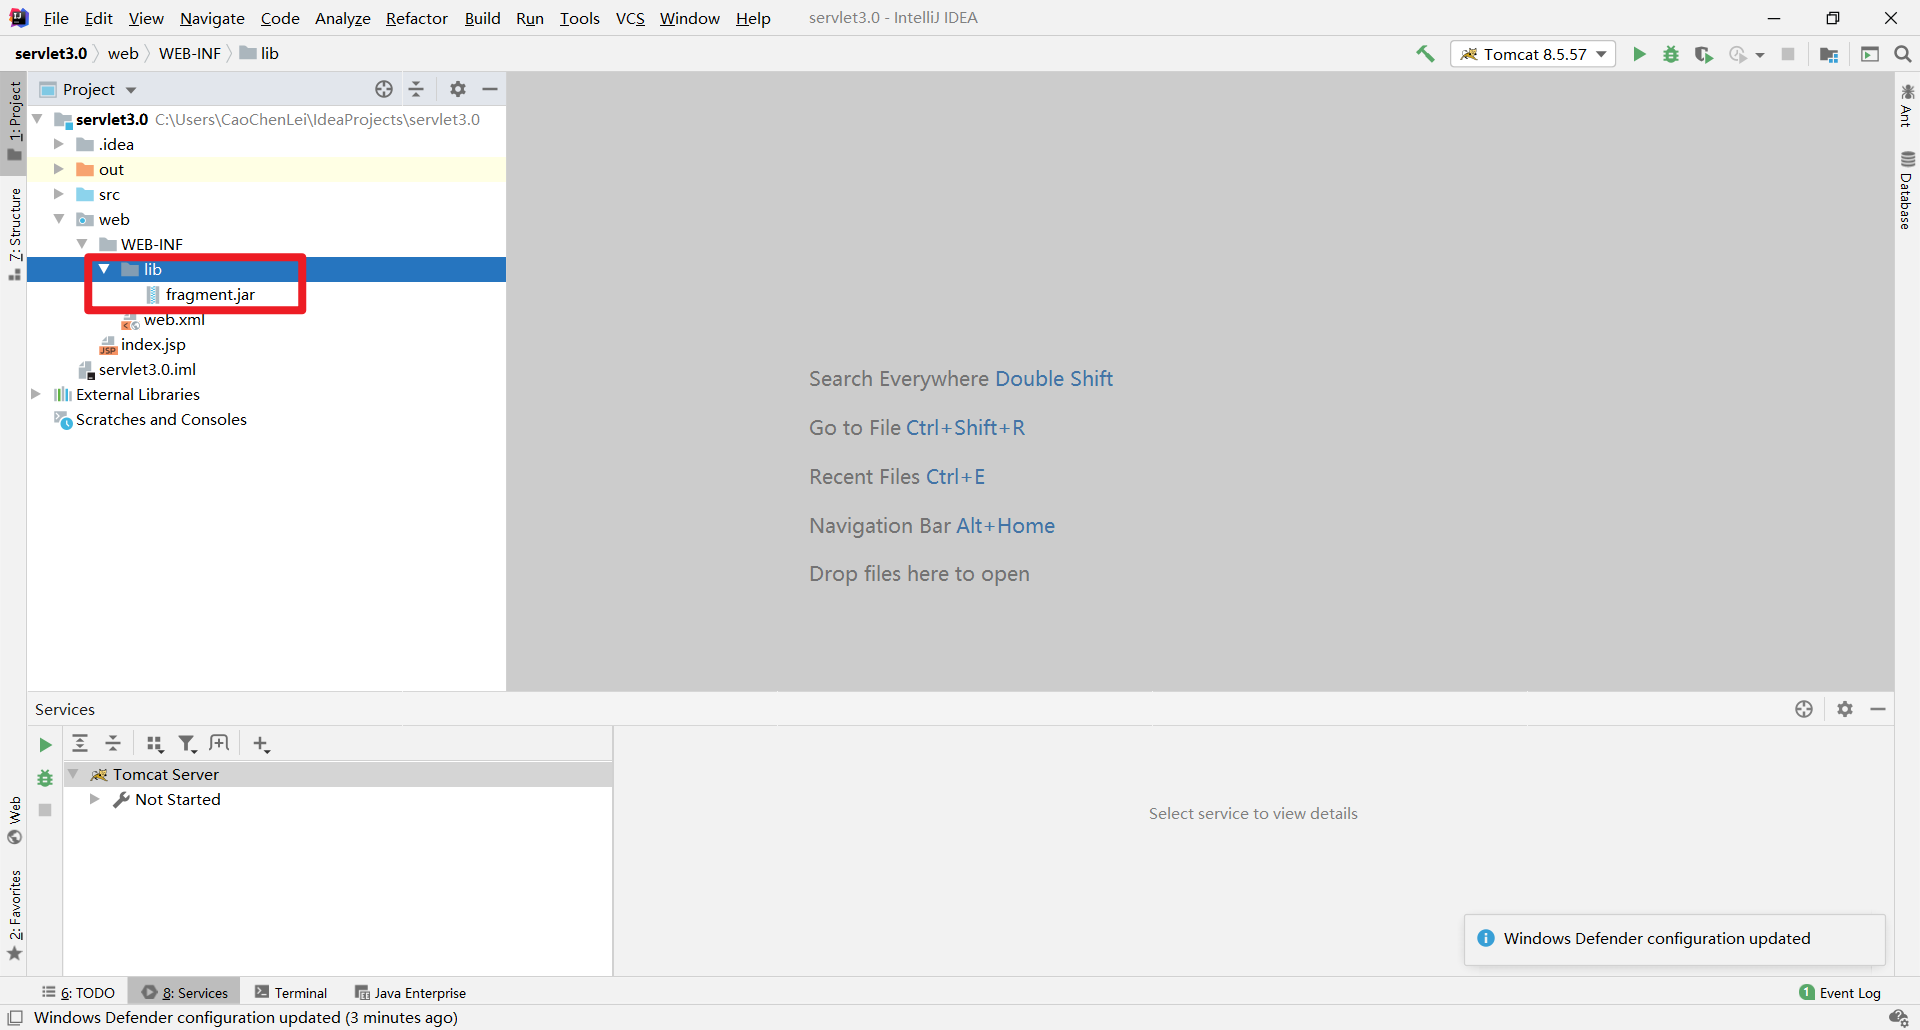 File Edit View Navigate Code Analyze Refactor Build Run Tools VCS Window Help servlet3.0 - IntelliJ IDEA
servlet3.0 web WEB-INF lib
Tomcat 8.5.57
1: Project
Project
servlet3.0 C:\Users\CaoChenLei\IdeaProjects\servlet3.0
.idea
out
src
web
WEB-INF
lib
fragment.jar
web.xml
index.jsp
servlet3.0.iml
External Libraries
Scratches and Consoles
7: Structure
Ant
Database
Search Everywhere Double Shift
Go to File Ctrl+Shift+R
Recent Files Ctrl+E
Navigation Bar Alt+Home
Drop files here to open
Services
Tomcat Server
Not Started
Select service to view details
Web
2: Favorites
Windows Defender configuration updated
6: TODO 8: Services Terminal Java Enterprise
1 Event Log
Windows Defender configuration updated (3 minutes ago)